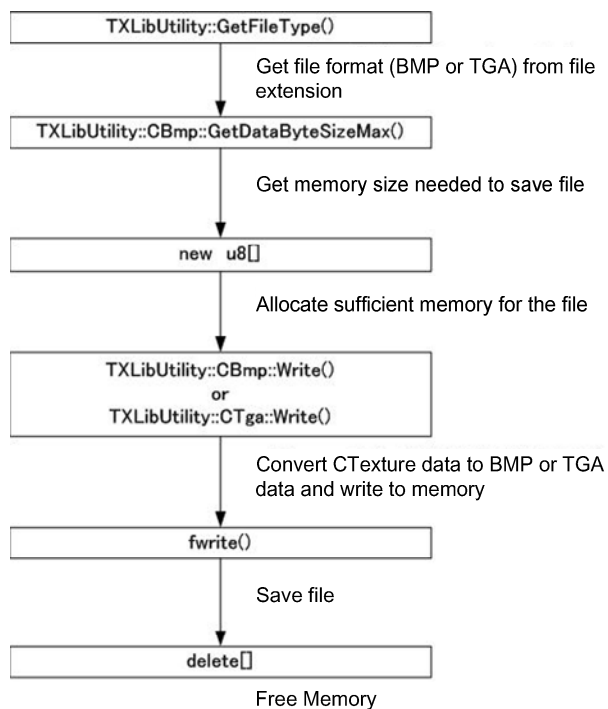 TXLibUtility::GetFileType()
Get file format (BMP or TGA) from file
extension
TXLibUtility::CBmp::GetDataByteSizeMax()
Get memory size needed to save file
new u8[]
Allocate sufficient memory for the file
TXLibUtility::CBmp::Write()
or
TXLibUtility::CTga::Write()
Convert CTexture data to BMP or TGA
data and write to memory
fwrite()
Save file
delete[]
Free Memory